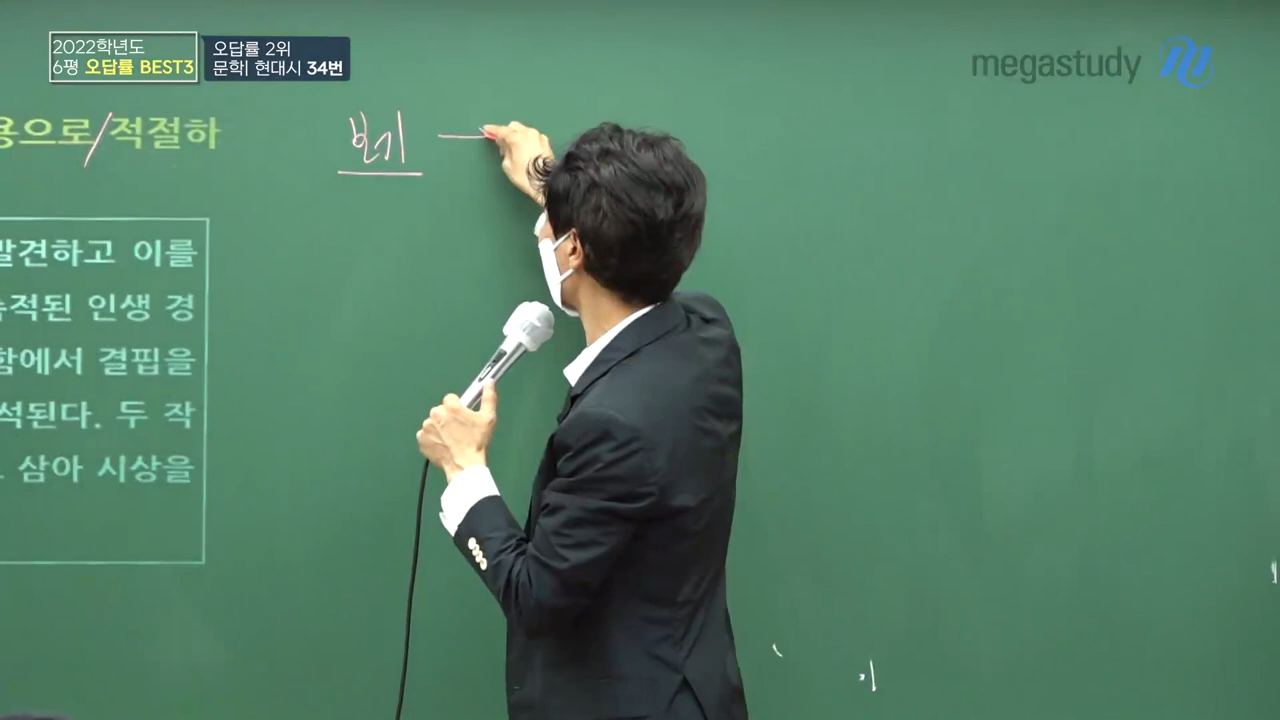 2022학년도
6평 오답률 BEST3
오답률 2위
문학| 현대시 34번
megastudy
용으로/적절하
보기
발견하고 이를
축적된 인생 경
함에서 결핍을
석된다. 두 작
삼아 시상을